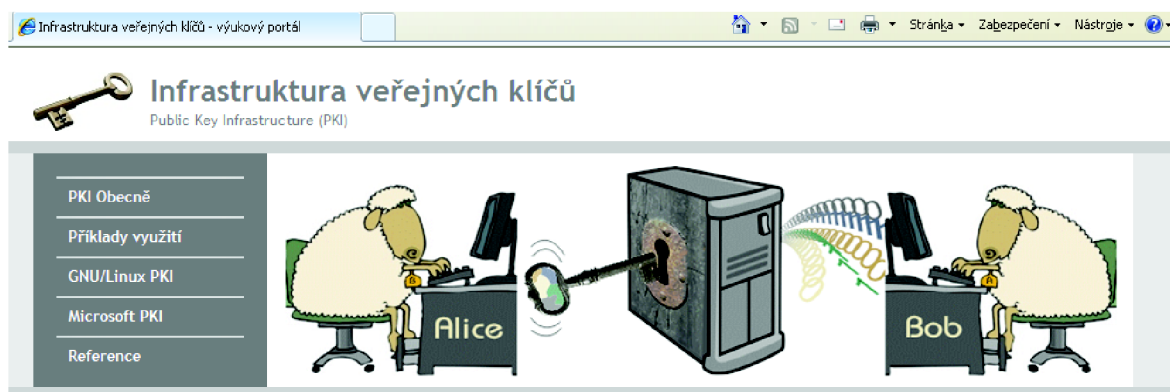 Infrastruktura veřejných klíčů - výukový portál
Stránka Zabezpečení Nástroje
Infrastruktura veřejných klíčů
Public Key Infrastructure (PKI)
PKI Obecně
Příklady využití
GNU/Linux PKI
Microsoft PKI
Reference
B
Alice
A
Bob